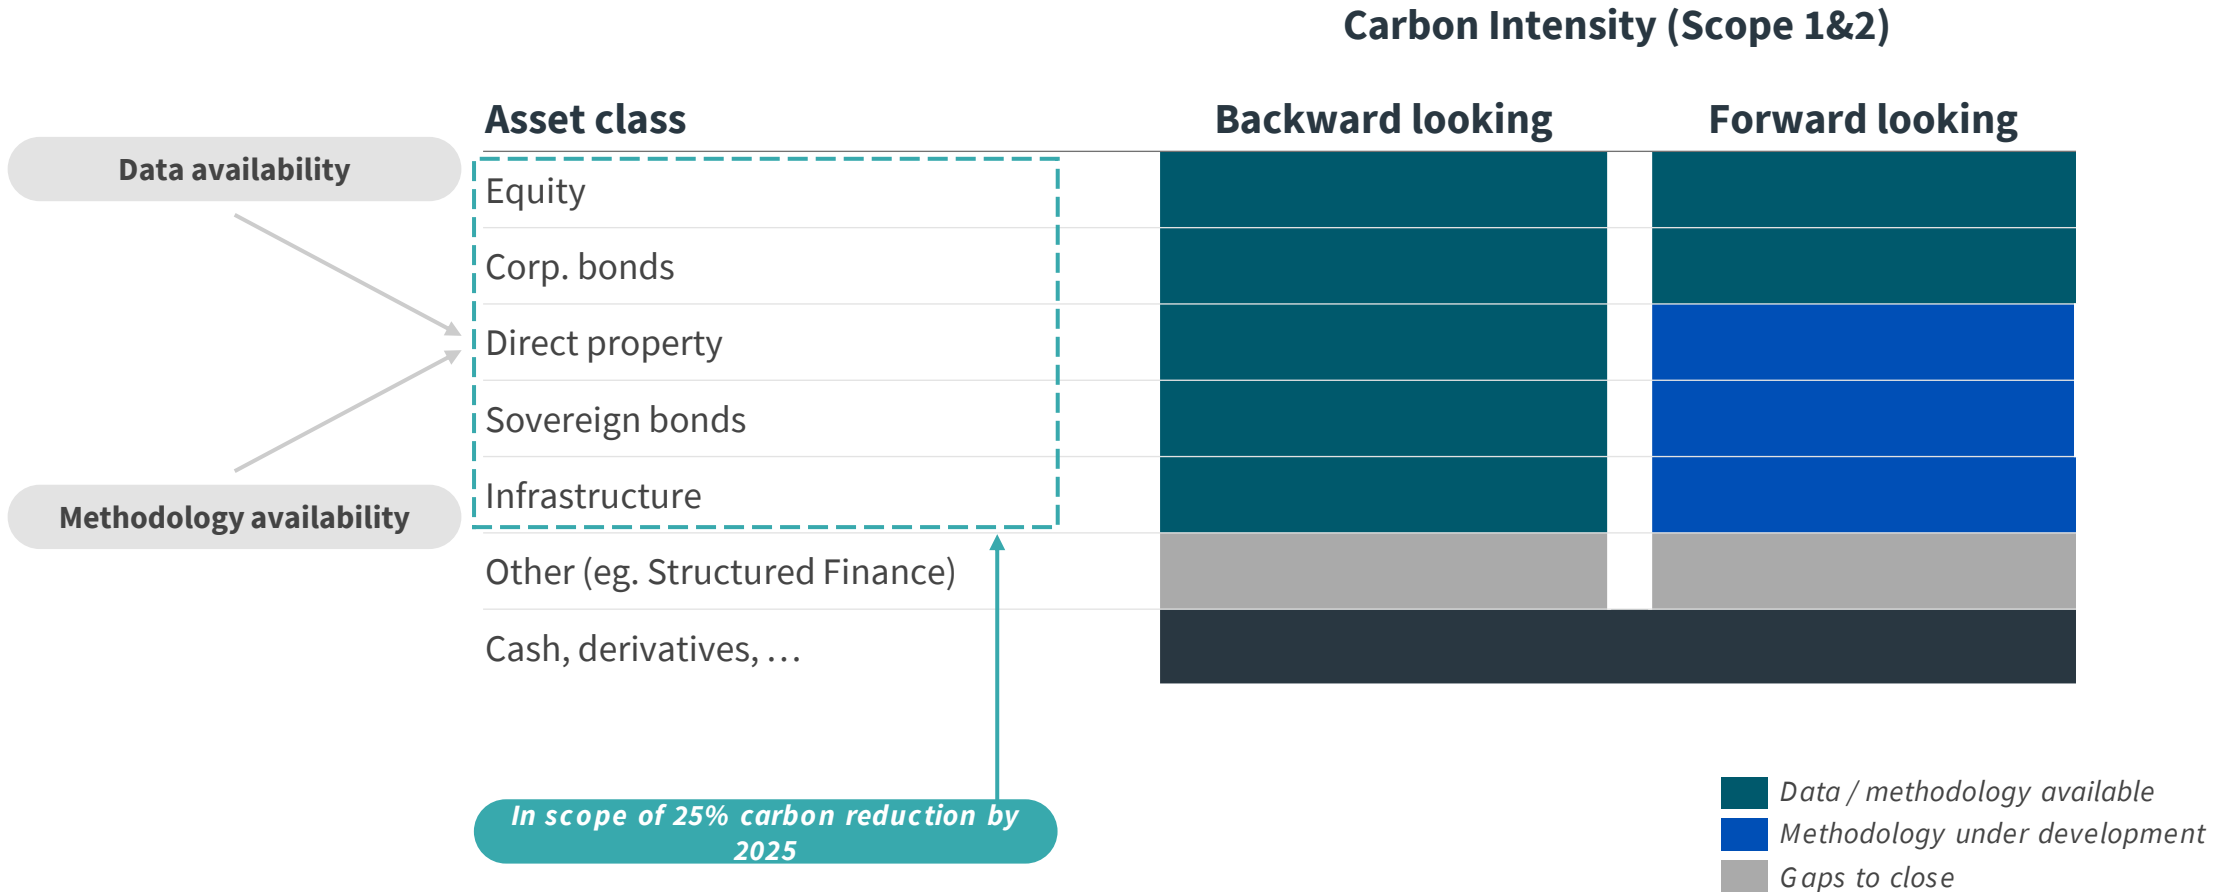 Carbon Intensity (Scope 1&2)
Asset class
Backward looking
Forward looking
Data availability
Equity
Corp. bonds
Direct property
Sovereign bonds
Methodology availability
Infrastructure
Other (eg. Structured Finance)
Cash, derivatives, …
In scope of 25% carbon reduction by
2025
Data / methodology available
Methodology under development
Gaps to close